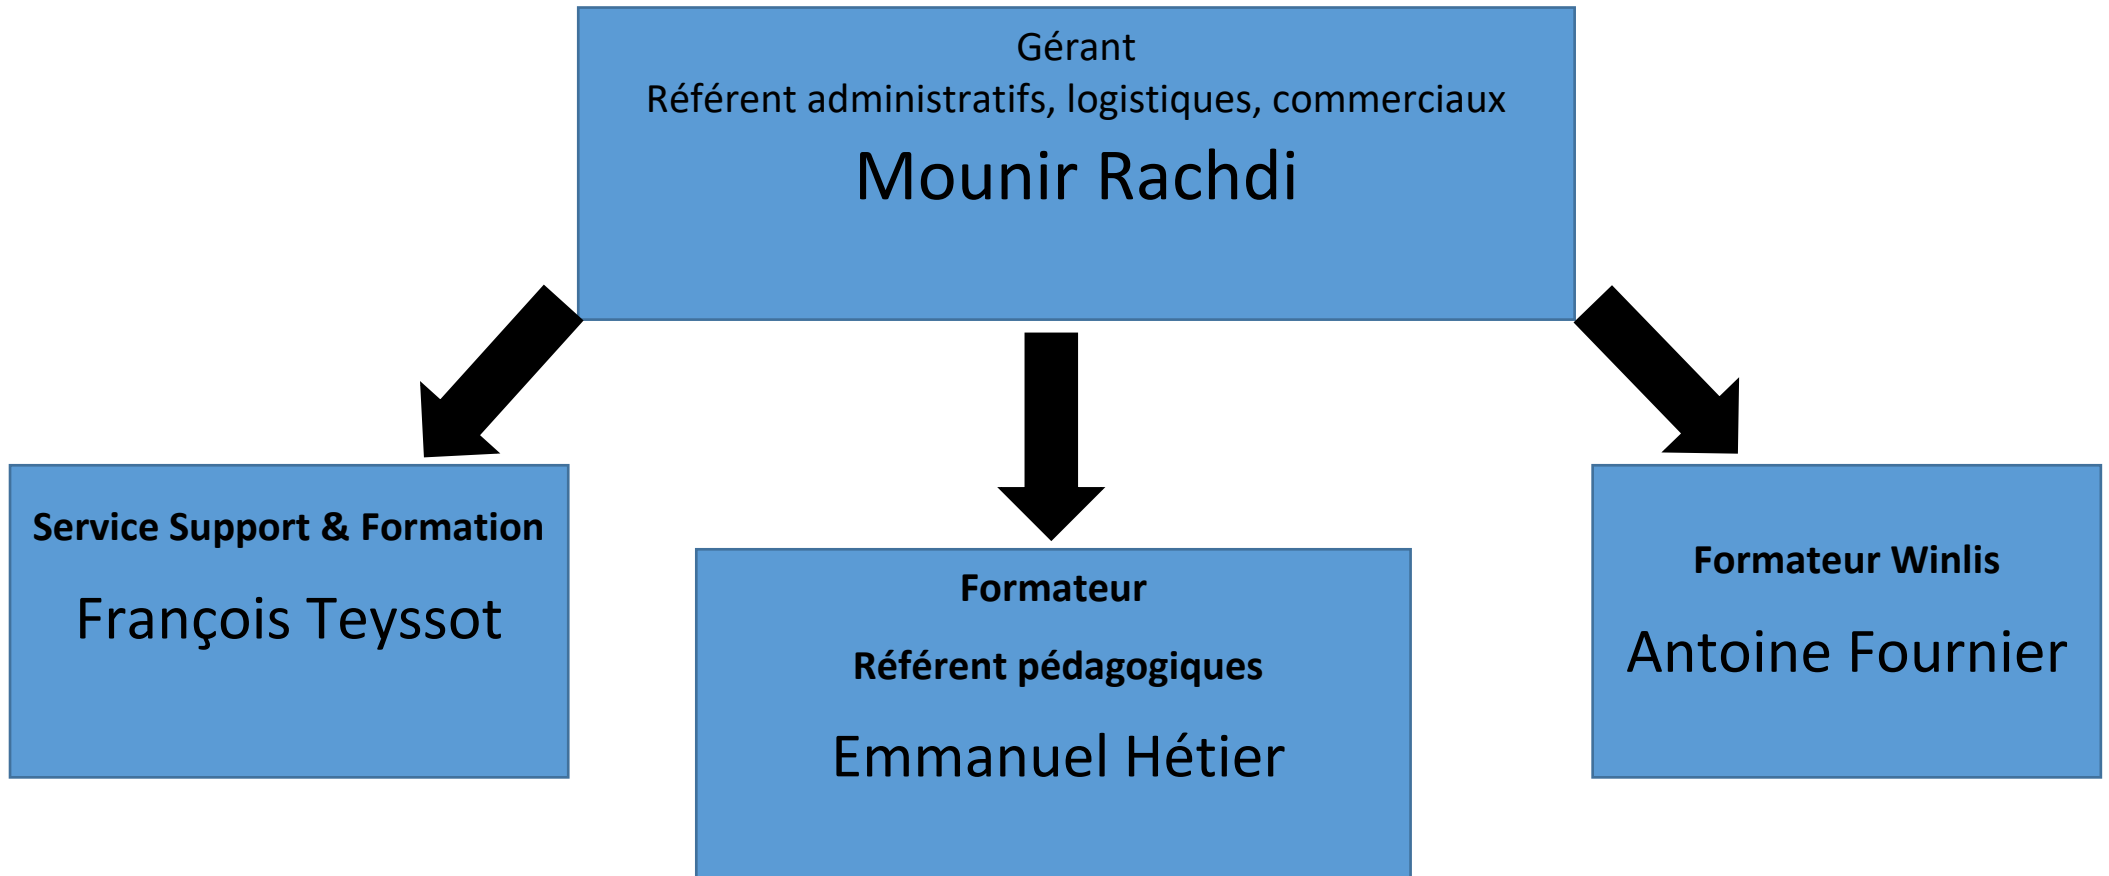 Gérant
Référent administratifs, logistiques, commerciaux
Mounir Rachdi
Service Support & Formation
François Teyssot
Formateur
Référent pédagogiques
Emmanuel Hétier
Formateur Winlis
Antoine Fournier